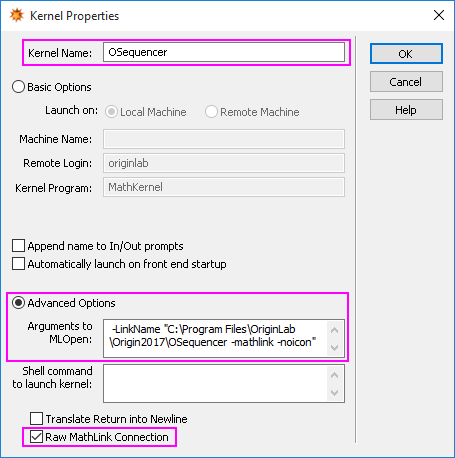 Kernel Properties
Kernel Name: OSequencer
OK
Basic Options
Cancel
Launch on: Local Machine Remote Machine
Help
Machine Name:
Remote Login: originlab
Kernel Program: MathKernel
Append name to In/Out prompts
Automatically launch on front end startup
Advanced Options
Arguments to MLOpen:
-LinkName "C:\Program Files\OriginLab
\Origin2017\OSequencer -mathlink -noicon"
Shell command
to launch kernel:
Translate Return into Newline
Raw MathLink Connection